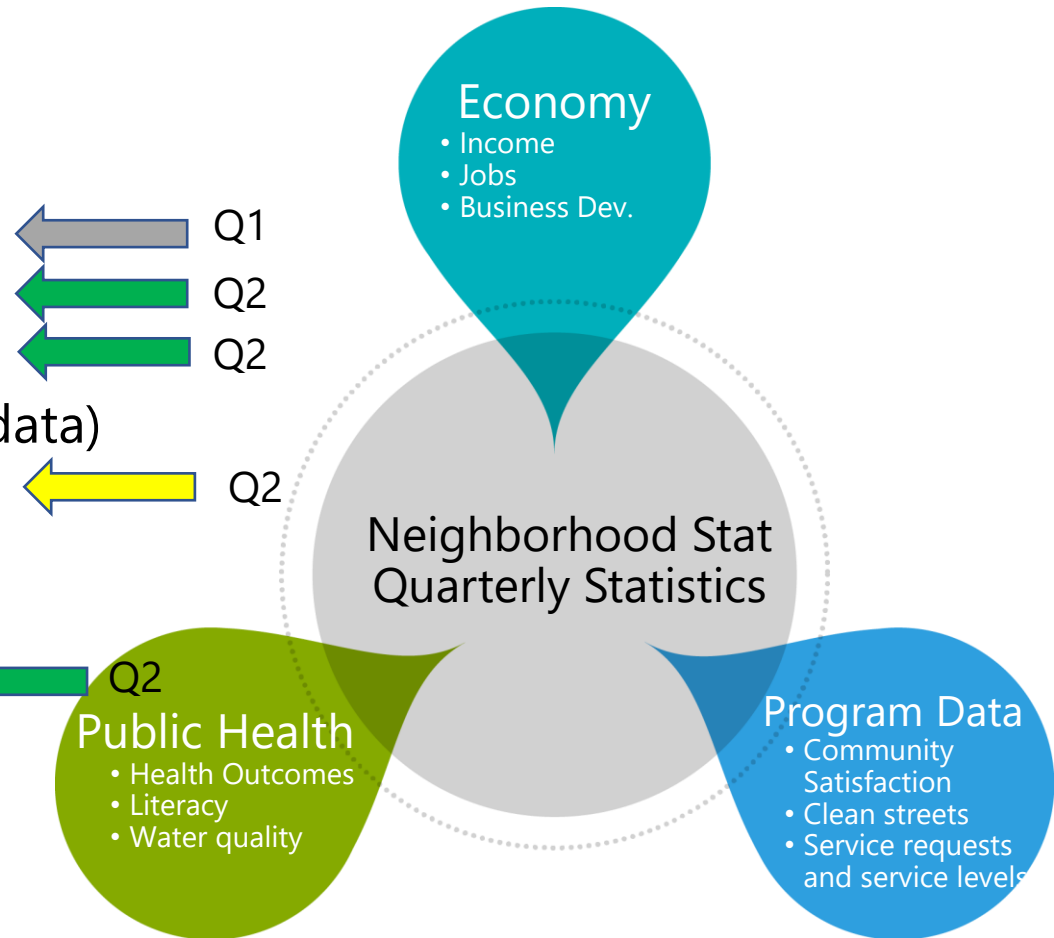 Economy
• Income
• Jobs
• Business Dev.
Q1
Q2
Q2
data)
Q2
Neighborhood Stat
Quarterly Statistics
Q2
Public Health
• Health Outcomes
• Literacy
• Water quality
Program Data
• Community
Satisfaction
• Clean streets
• Service requests
and service levels